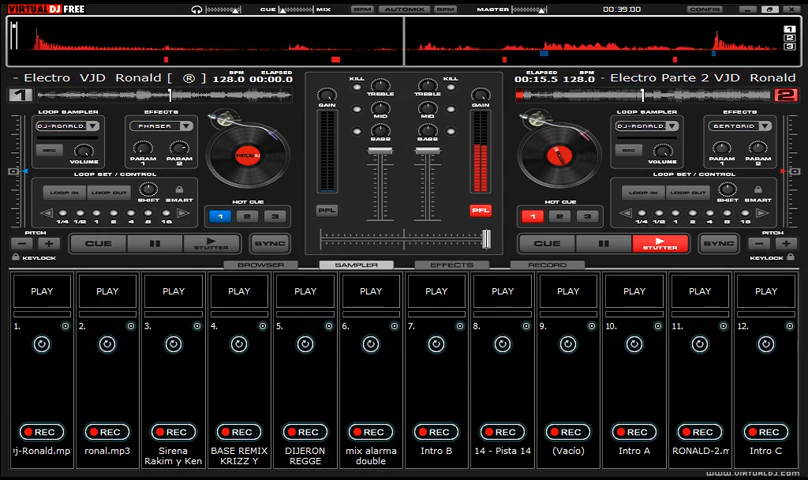 VIRTUALDJ FREE
CUE MIX BPM AUTOMIX BPM MASTER 00:39:00 CONFIG
1
2
3
- Electro VJD Ronald [ ® ] BPM 128.0 ELAPSED 00:00.0
ELAPSED 00:15.5 BPM 128.0 - Electro Parte 2 VJD Ronald
1
2
LOOP SAMPLER EFFECTS
DJ-RONALD. PHASER
REC VOLUME PARAM 1 PARAM 2
LOOP SET / CONTROL
LOOP IN LOOP OUT SHIFT SMART
1/4 1/2 1 2 4 8 16
HOT CUE
1 2 3
PITCH
KEYLOCK
CUE STUTTER SYNC
KILL KILL
GAIN TREBLE TREBLE GAIN
MID MID
BASS BASS
PFL PFL
LOOP SAMPLER EFFECTS
DJ-RONALD. BEATGRID
REC VOLUME PARAM 1 PARAM 2
LOOP SET / CONTROL
LOOP IN LOOP OUT SHIFT SMART
1/4 1/2 1 2 4 8 16
HOT CUE
1 2 3
PITCH
KEYLOCK
CUE STUTTER SYNC
BROWSER SAMPLER EFFECTS RECORD
PLAY PLAY PLAY PLAY PLAY PLAY PLAY PLAY PLAY PLAY PLAY PLAY
1. 2. 3. 4. 5. 6. 7. 8. 9. 10. 11. 12.
REC REC REC REC REC REC REC REC REC REC REC REC
j-Ronald.mp
ronal.mp3
Sirena
Rakim y Ken
BASE REMIX
KRIZZ Y
DIJERON
REGGE
mix alarma
double
Intro B
14 - Pista 14
(Vacío)
Intro A
RONALD-2.m
Intro C
www.virtualdj.com